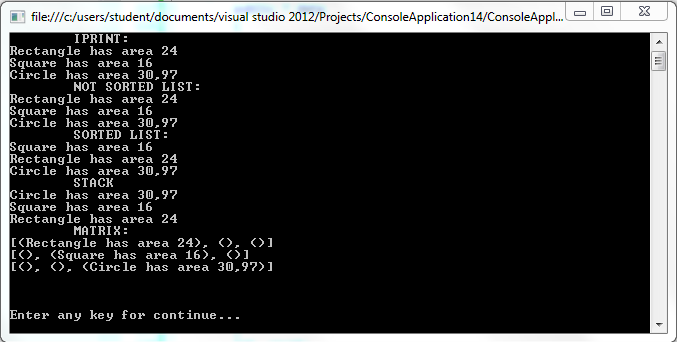 file:///c:/users/student/documents/visual studio 2012/Projects/ConsoleApplication14/ConsoleAppl...
IPRINT:
Rectangle has area 24
Square has area 16
Circle has area 30,97
NOT SORTED LIST:
Rectangle has area 24
Square has area 16
Circle has area 30,97
SORTED LIST:
Square has area 16
Rectangle has area 24
Circle has area 30,97
STACK
Circle has area 30,97
Square has area 16
Rectangle has area 24
MATRIX:
[(Rectangle has area 24), (), ()]
[(), (Square has area 16), ()]
[(), (), (Circle has area 30,97)]
Enter any key for continue...